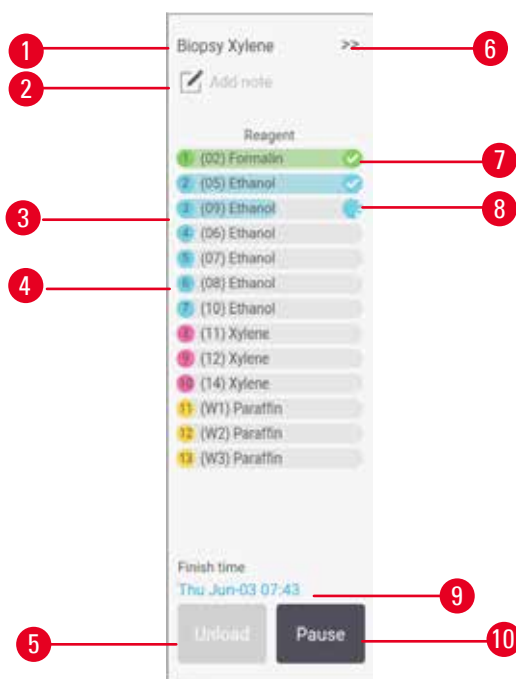 1 Biopsy Xylene >> 6
2 Add note
Reagent
1 (02) Formalin 7
2 (05) Ethanol
3 3 (09) Ethanol 8
4 (06) Ethanol
5 (07) Ethanol
4 6 (08) Ethanol
7 (10) Ethanol
8 (11) Xylene
9 (12) Xylene
10 (14) Xylene
11 (W1) Paraffin
12 (W2) Paraffin
13 (W3) Paraffin
Finish time
Thu Jun-03 07:43 9
5 Unload Pause 10